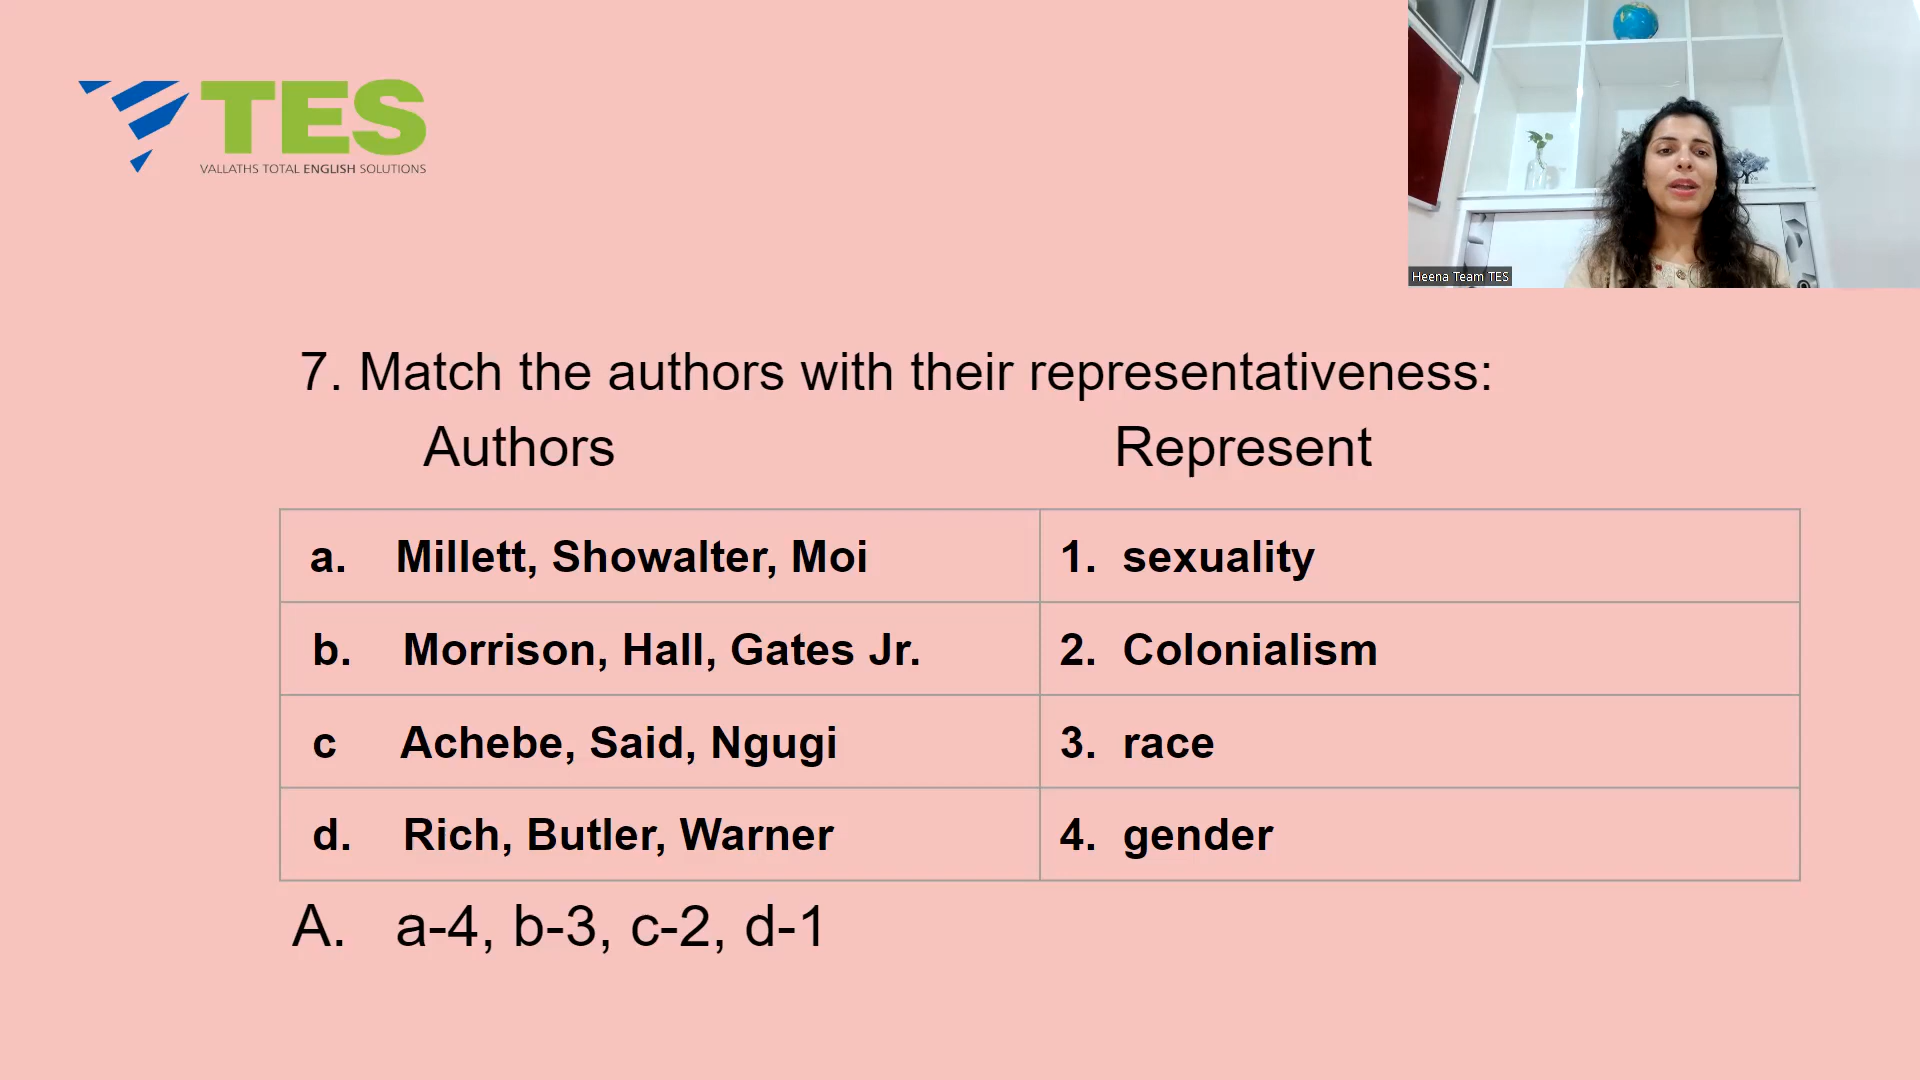 TES
VALLATHS TOTAL ENGLISH SOLUTIONS
Heena Team TES
7. Match the authors with their representativeness:
Authors Represent
a. Millett, Showalter, Moi 1. sexuality
b. Morrison, Hall, Gates Jr. 2. Colonialism
c Achebe, Said, Ngugi 3. race
d. Rich, Butler, Warner 4. gender
A. a-4, b-3, c-2, d-1